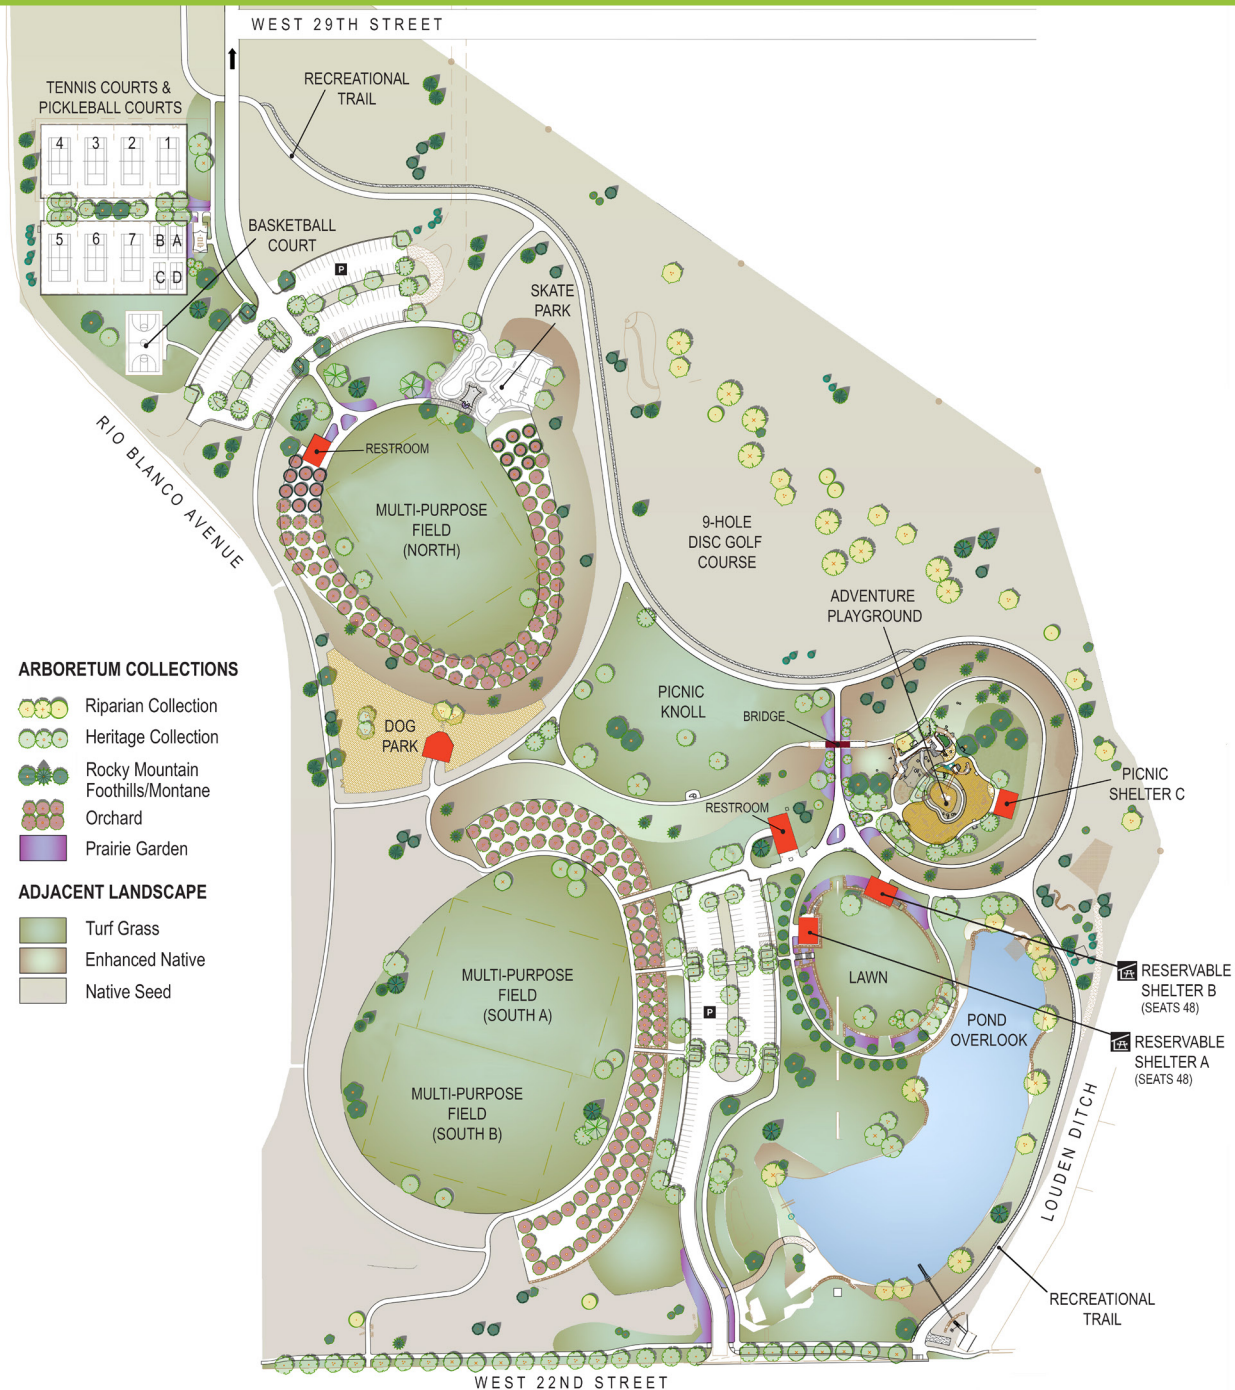 WEST 29TH STREET
RECREATIONAL
TRAIL
TENNIS COURTS &
PICKLEBALL COURTS
4
3
2
1
5
6
7
B
A
C
D
BASKETBALL
COURT
P
SKATE
PARK
RIO BLANCO AVENUE
RESTROOM
MULTI-PURPOSE
FIELD
(NORTH)
9-HOLE
DISC GOLF
COURSE
ADVENTURE
PLAYGROUND
ARBORETUM COLLECTIONS
Riparian Collection
Heritage Collection
Rocky Mountain
Foothills/Montane
Orchard
Prairie Garden
ADJACENT LANDSCAPE
Turf Grass
Enhanced Native
Native Seed
DOG
PARK
PICNIC
KNOLL
BRIDGE
RESTROOM
PICNIC
SHELTER C
MULTI-PURPOSE
FIELD
(SOUTH A)
MULTI-PURPOSE
FIELD
(SOUTH B)
P
LAWN
POND
OVERLOOK
RESERVABLE
SHELTER B
(SEATS 48)
RESERVABLE
SHELTER A
(SEATS 48)
LOUDEN DITCH
RECREATIONAL
TRAIL
WEST 22ND STREET